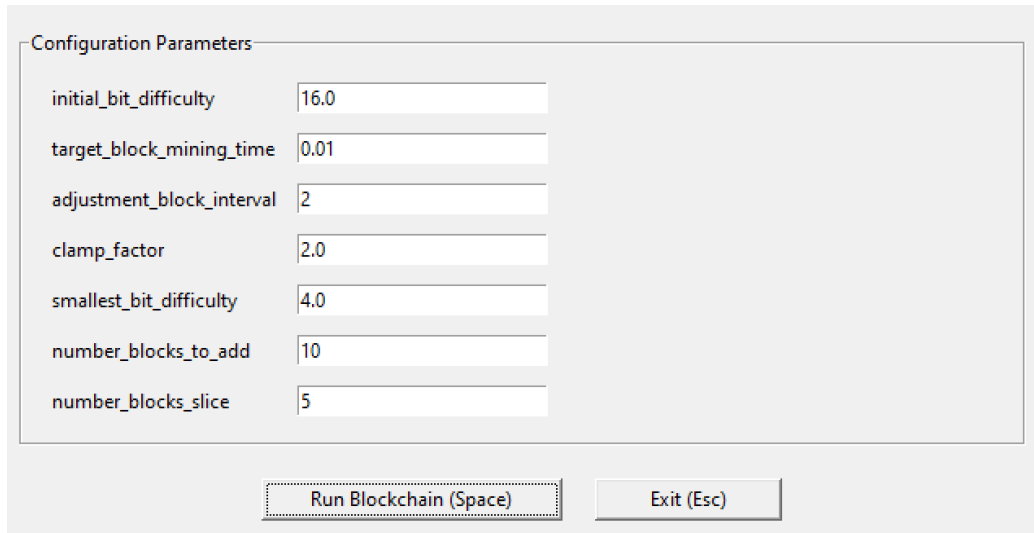 Configuration Parameters
initial_bit_difficulty 16.0
target_block_mining_time 0.01
adjustment_block_interval 2
clamp_factor 2.0
smallest_bit_difficulty 4.0
number_blocks_to_add 10
number_blocks_slice 5
Run Blockchain (Space) Exit (Esc)